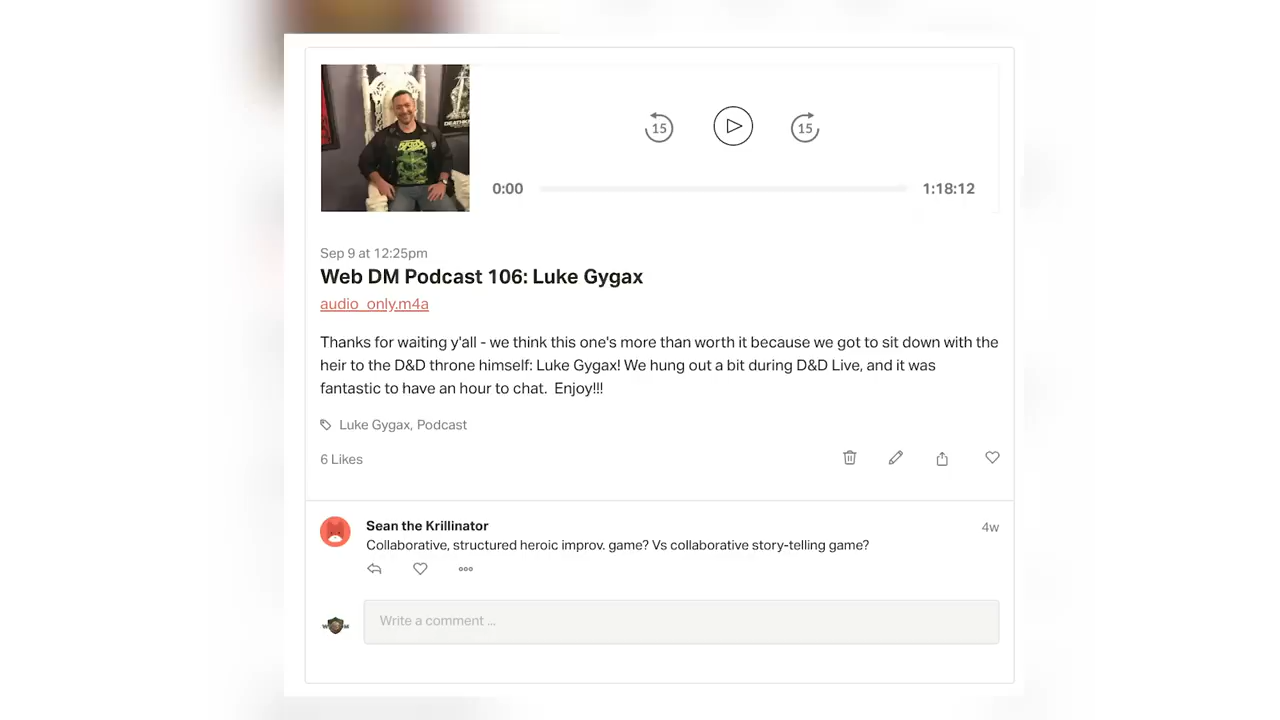 15
15
0:00
1:18:12
Sep 9 at 12:25pm
Web DM Podcast 106: Luke Gygax
audio_only.m4a
Thanks for waiting y'all - we think this one's more than worth it because we got to sit down with the
heir to the D&D throne himself: Luke Gygax! We hung out a bit during D&D Live, and it was
fantastic to have an hour to chat.  Enjoy!!!
Luke Gygax, Podcast
6 Likes
Sean the Krillinator
4w
Collaborative, structured heroic improv. game? Vs collaborative story-telling game?
Write a comment ...